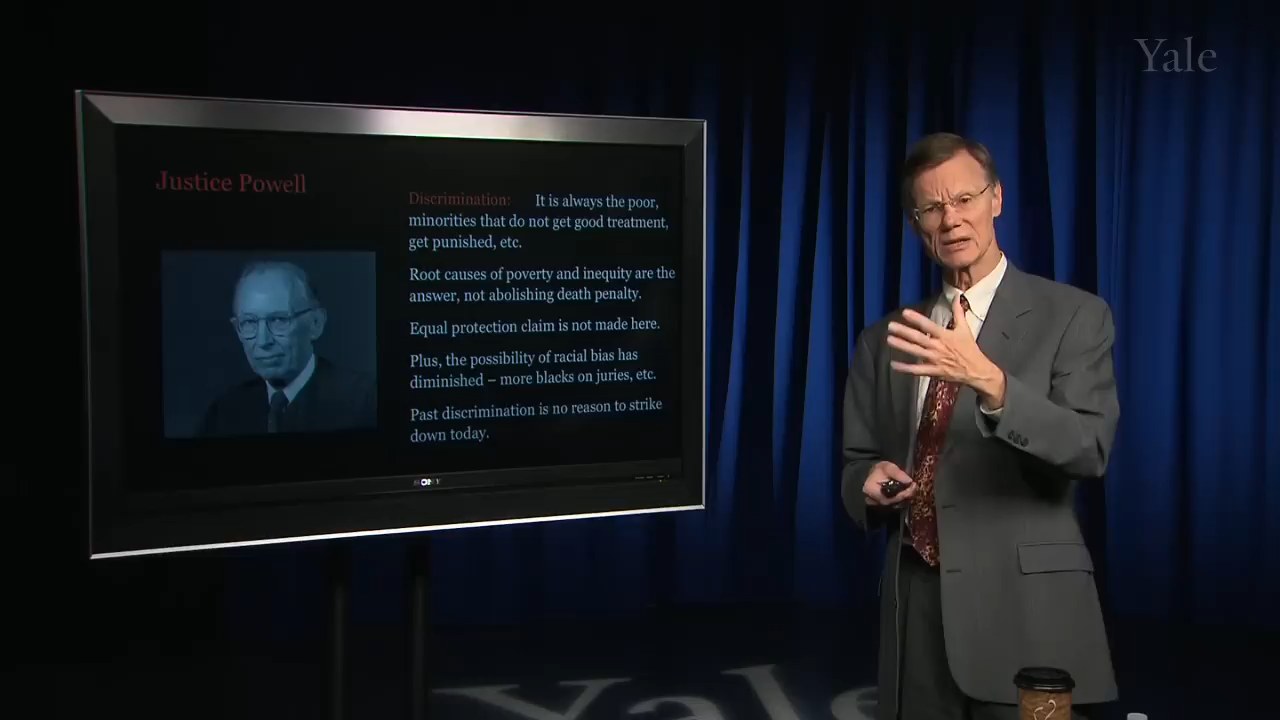 Yale
Justice Powell
Discrimination: It is always the poor,
minorities that do not get good treatment,
get punished, etc.
Root causes of poverty and inequity are the
answer, not abolishing death penalty.
Equal protection claim is not made here.
Plus, the possibility of racial bias has
diminished – more blacks on juries, etc.
Past discrimination is no reason to strike
down today.
SONY
Yale